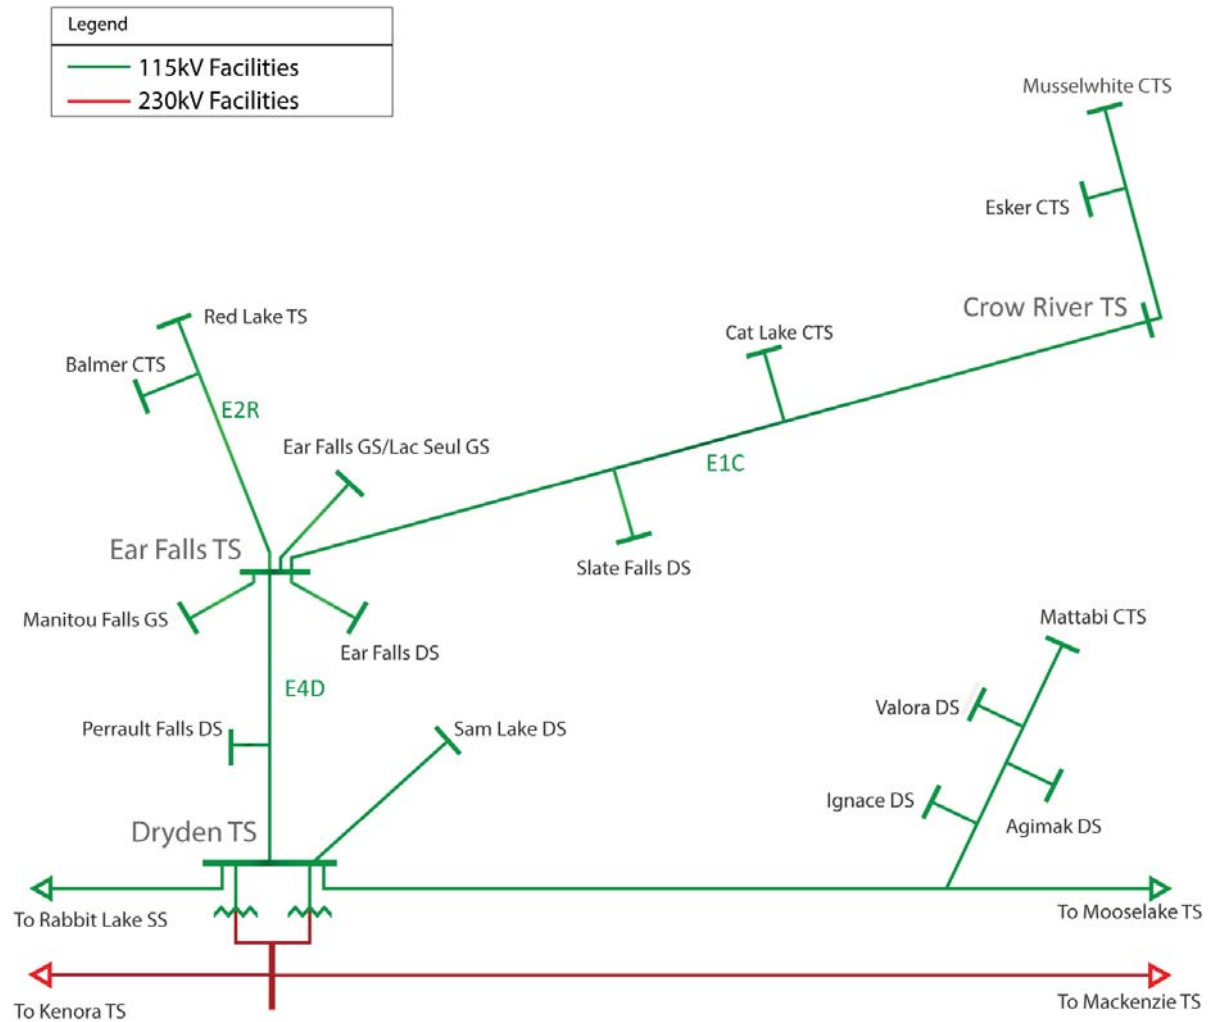 Legend
115kV Facilities
230kV Facilities
Musselwhite CTS
Esker CTS
Crow River TS
Red Lake TS
Cat Lake CTS
Balmer CTS
E2R
Ear Falls GS/Lac Seul GS
E1C
Ear Falls TS
Slate Falls DS
Manitou Falls GS
Mattabi CTS
Ear Falls DS
E4D
Valora DS
Perrault Falls DS
Sam Lake DS
Ignace DS
Agimak DS
Dryden TS
To Rabbit Lake SS
To Mooselake TS
To Kenora TS
To Mackenzie TS